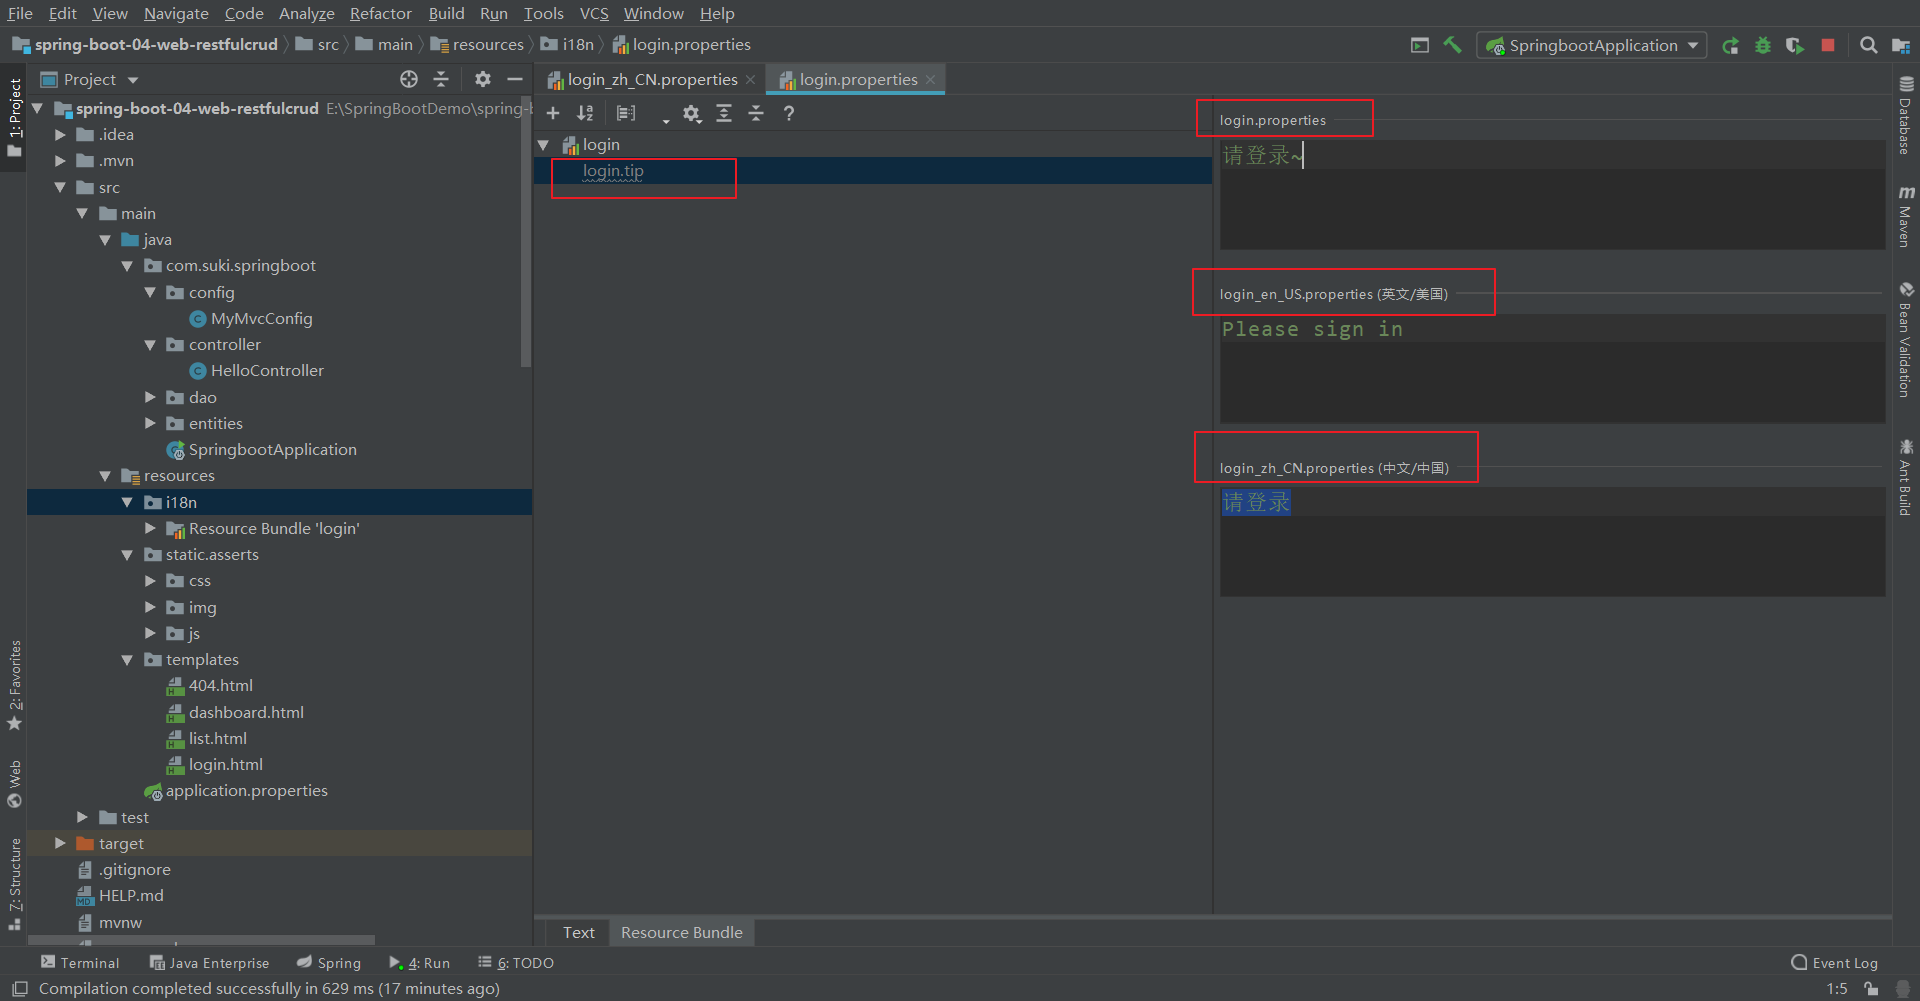 File Edit View Navigate Code Analyze Refactor Build Run Tools VCS Window Help
spring-boot-04-web-restfulcrud src main resources i18n login.properties
SpringbootApplication
Project
login_zh_CN.properties
login.properties
1: Project
2: Favorites
Web
7: Structure
spring-boot-04-web-restfulcrud E:\SpringBootDemo\spring-b
.idea
.mvn
src
main
java
com.suki.springboot
config
MyMvcConfig
controller
HelloController
dao
entities
SpringbootApplication
resources
i18n
Resource Bundle 'login'
static.asserts
css
img
js
templates
404.html
dashboard.html
list.html
login.html
application.properties
test
target
.gitignore
HELP.md
mvnw
login
login.tip
login.properties
请登录~
login_en_US.properties (英文/美国)
Please sign in
login_zh_CN.properties (中文/中国)
请登录
Database
Maven
Bean Validation
Ant Build
Text Resource Bundle
Terminal Java Enterprise Spring 4: Run 6: TODO
Event Log
Compilation completed successfully in 629 ms (17 minutes ago)
1:5